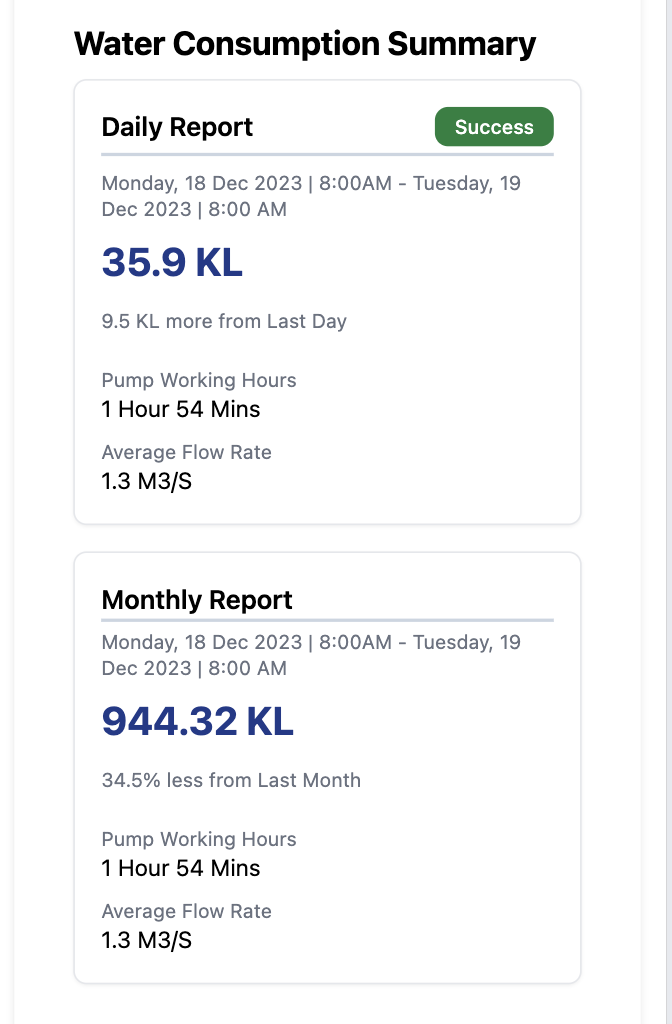 Water Consumption Summary
Daily Report
Success
Monday, 18 Dec 2023 | 8:00AM - Tuesday, 19
Dec 2023 | 8:00 AM
35.9 KL
9.5 KL more from Last Day
Pump Working Hours
1 Hour 54 Mins
Average Flow Rate
1.3 M3/S
Monthly Report
Monday, 18 Dec 2023 | 8:00AM - Tuesday, 19
Dec 2023 | 8:00 AM
944.32 KL
34.5% less from Last Month
Pump Working Hours
1 Hour 54 Mins
Average Flow Rate
1.3 M3/S